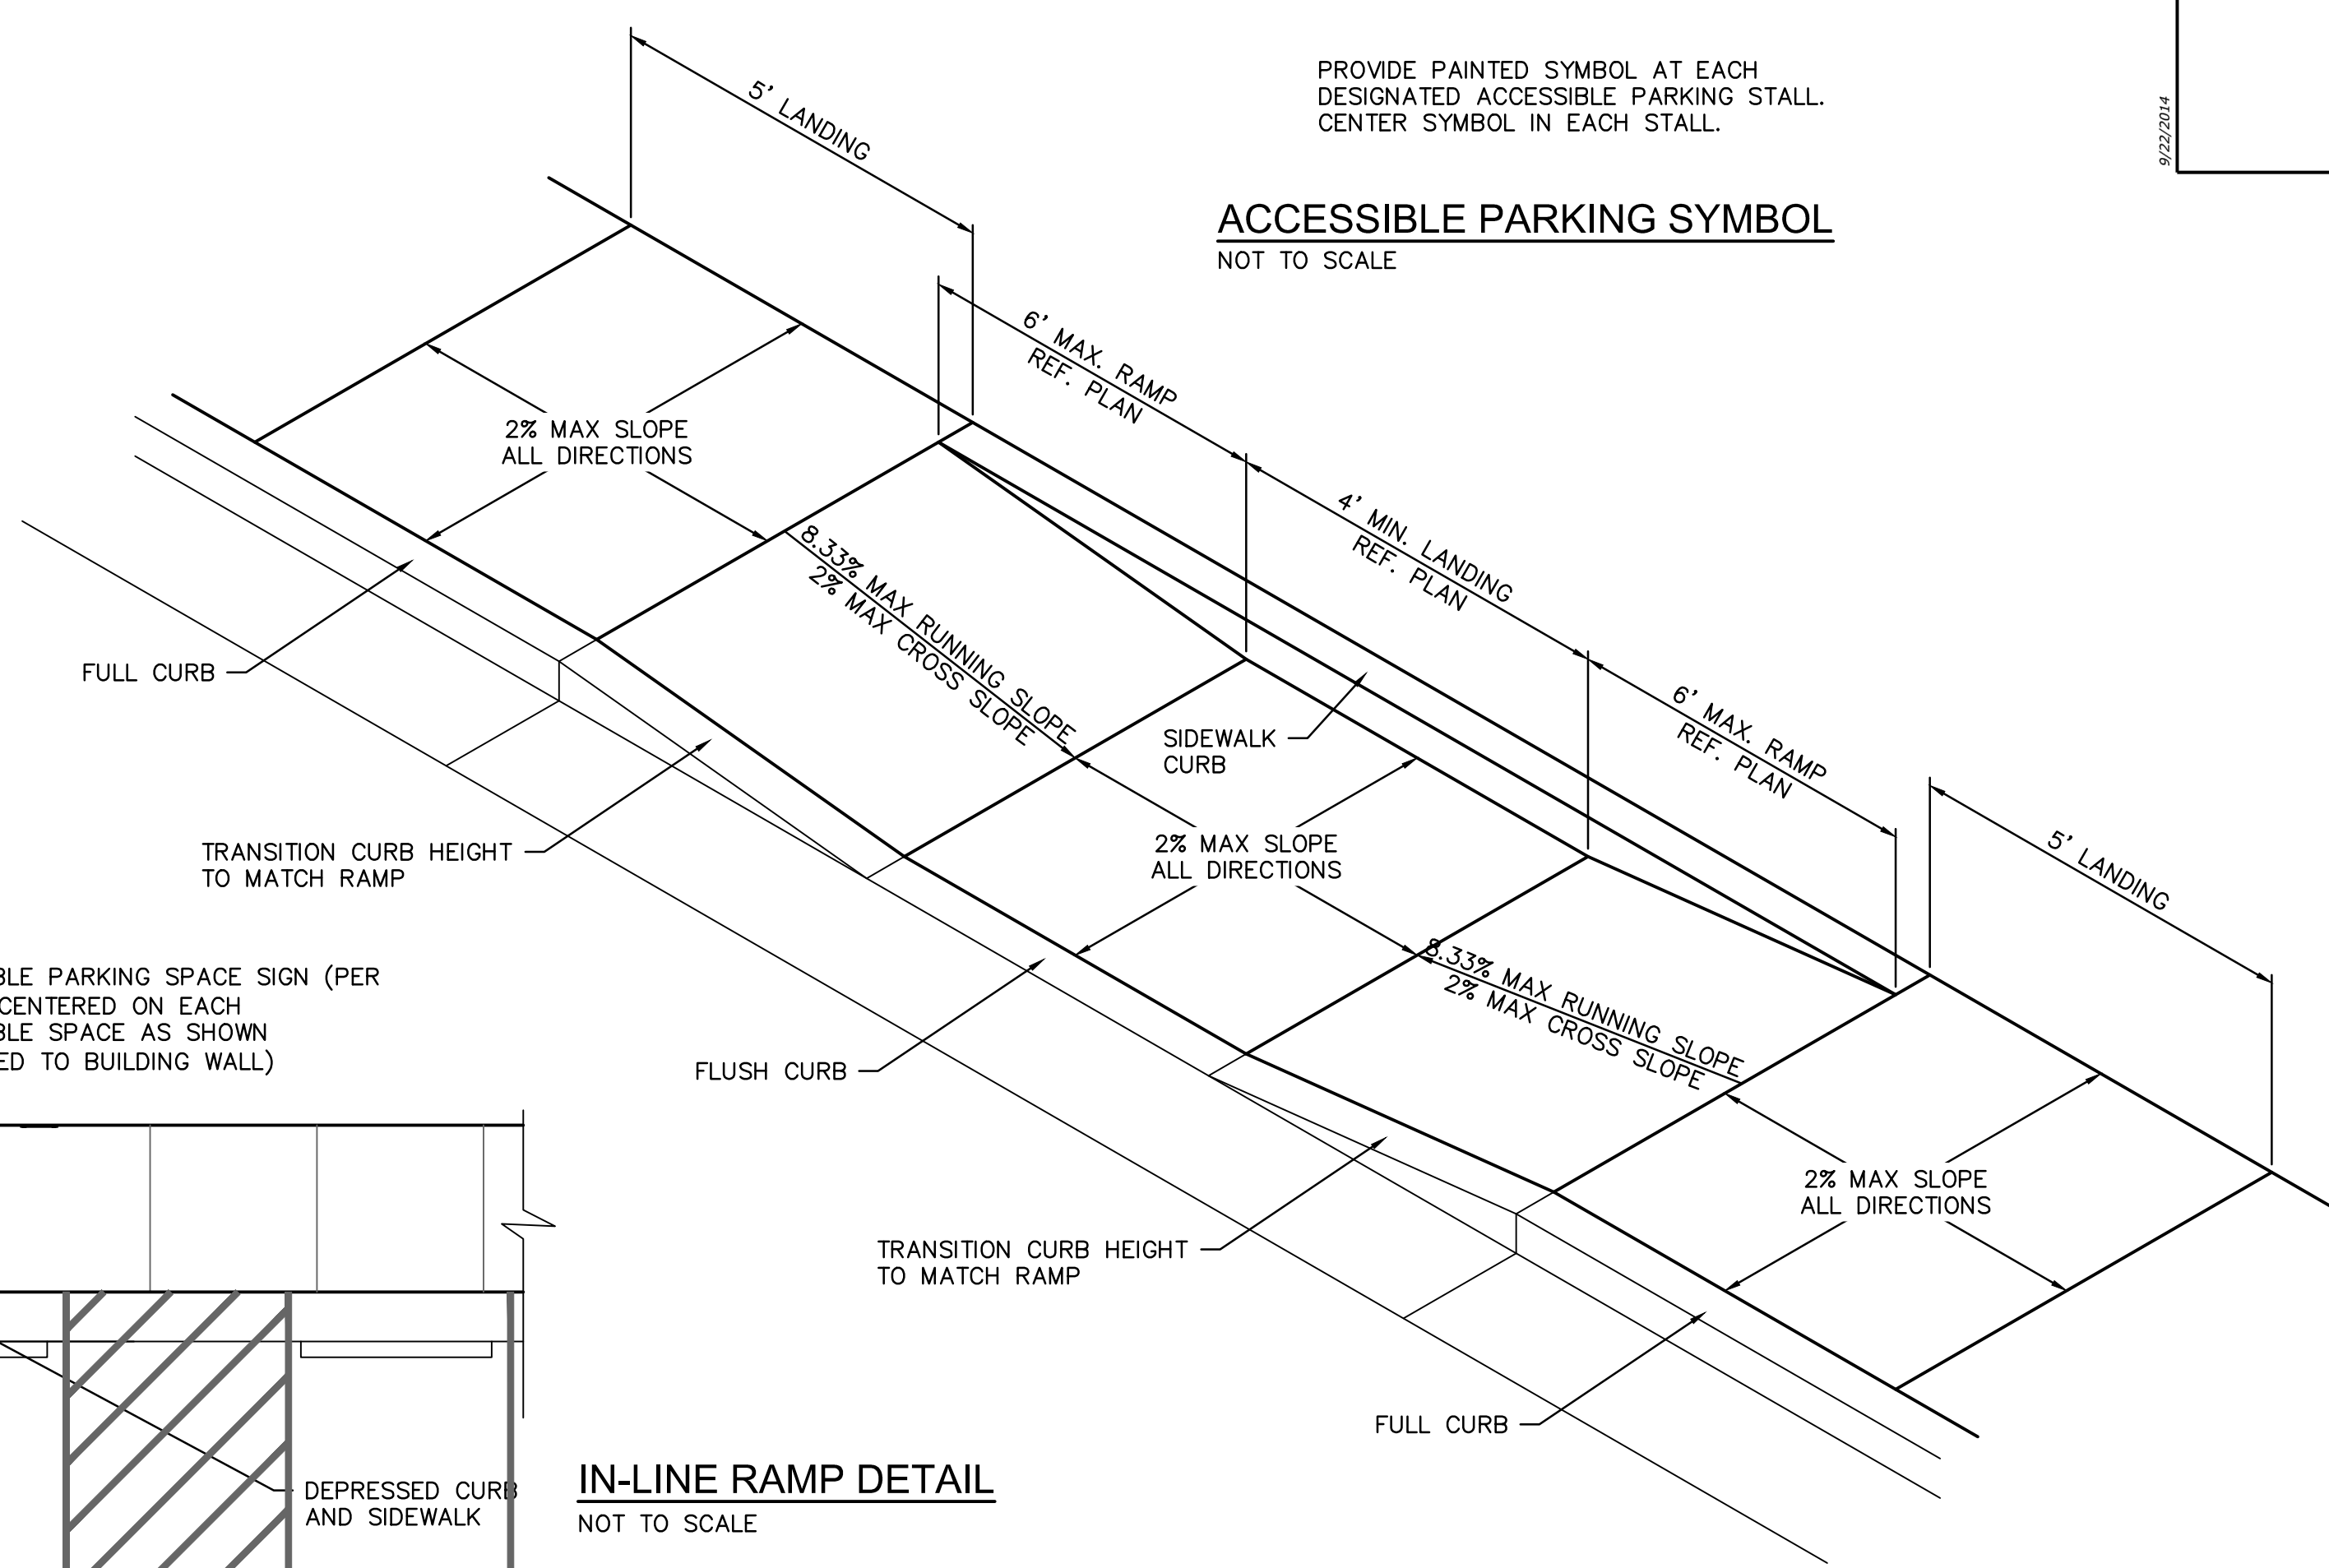 PROVIDE PAINTED SYMBOL AT EACH
DESIGNATED ACCESSIBLE PARKING STALL.
CENTER SYMBOL IN EACH STALL.
9/22/2014
ACCESSIBLE PARKING SYMBOL
NOT TO SCALE
5' LANDING
6' MAX. RAMP
REF. PLAN
4' MIN. LANDING
REF. PLAN
6' MAX. RAMP
REF. PLAN
5' LANDING
2% MAX SLOPE
ALL DIRECTIONS
8.33% MAX RUNNING SLOPE
2% MAX CROSS SLOPE
FULL CURB
SIDEWALK
CURB
TRANSITION CURB HEIGHT
TO MATCH RAMP
2% MAX SLOPE
ALL DIRECTIONS
8.33% MAX RUNNING SLOPE
2% MAX CROSS SLOPE
BLE PARKING SPACE SIGN (PER
CENTERED ON EACH
BLE SPACE AS SHOWN
ED TO BUILDING WALL)
FLUSH CURB
2% MAX SLOPE
ALL DIRECTIONS
TRANSITION CURB HEIGHT
TO MATCH RAMP
FULL CURB
DEPRESSED CURB
AND SIDEWALK
IN-LINE RAMP DETAIL
NOT TO SCALE